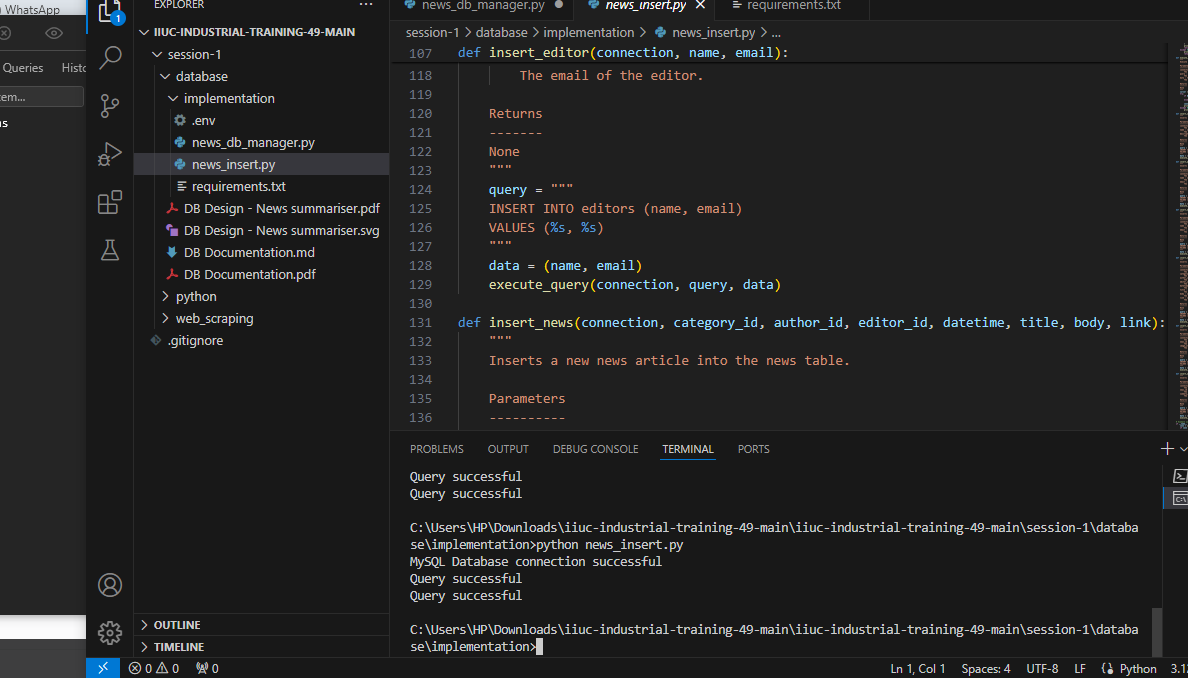 WhatsApp
Queries
Histo
tem...
ns
1
EXPLORER
...
IIUC-INDUSTRIAL-TRAINING-49-MAIN
session-1
database
implementation
.env
news_db_manager.py
news_insert.py
requirements.txt
DB Design - News summariser.pdf
DB Design - News summariser.svg
DB Documentation.md
DB Documentation.pdf
python
web_scraping
.gitignore
OUTLINE
TIMELINE
news_db_manager.py
news_insert.py
requirements.txt
session-1 > database > implementation > news_insert.py > ...
107 def insert_editor(connection, name, email):
118 The email of the editor.
119
120 Returns
121 -------
122 None
123 """
124 query = """
125 INSERT INTO editors (name, email)
126 VALUES (%s, %s)
127 """
128 data = (name, email)
129 execute_query(connection, query, data)
130
131 def insert_news(connection, category_id, author_id, editor_id, datetime, title, body, link):
132 """
133 Inserts a new news article into the news table.
134
135 Parameters
136 ----------
PROBLEMS OUTPUT DEBUG CONSOLE TERMINAL PORTS
Query successful
Query successful
C:\Users\HP\Downloads\iiuc-industrial-training-49-main\iiuc-industrial-training-49-main\session-1\databa
se\implementation>python news_insert.py
MySQL Database connection successful
Query successful
Query successful
C:\Users\HP\Downloads\iiuc-industrial-training-49-main\iiuc-industrial-training-49-main\session-1\databa
se\implementation>
0 0 0 Ln 1, Col 1 Spaces: 4 UTF-8 LF Python 3.1